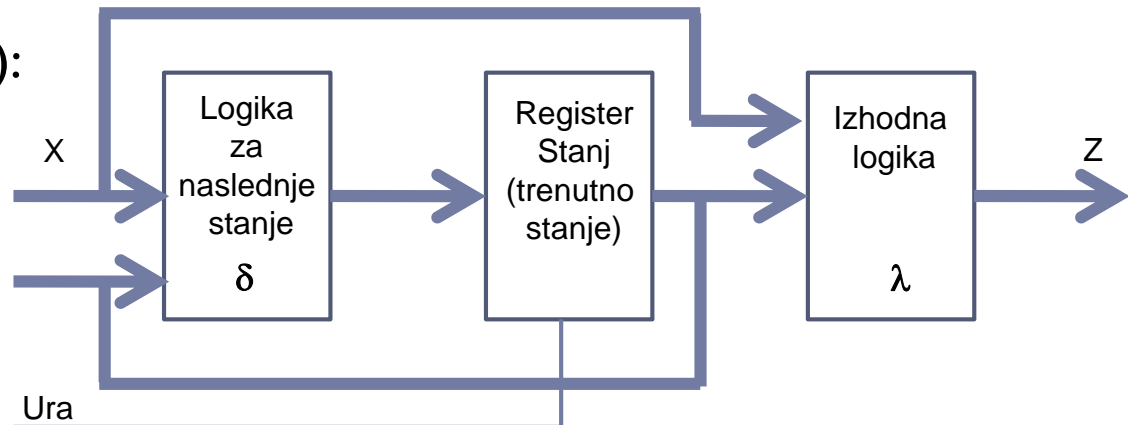 ):
X
Logika
za
naslednje
stanje
δ
Register
Stanj
(trenutno
stanje)
Izhodna
logika
λ
Z
Ura